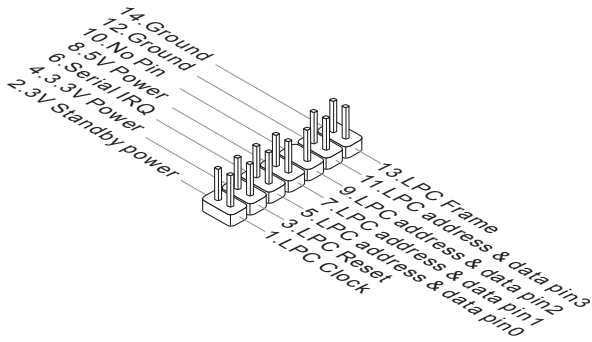 14.Ground
12.Ground
10.No Pin
8.5V Power
6.Serial IRQ
4.3.3V Power
2.3V Standby power
13.LPC Frame
11.LPC address & data pin3
9.LPC address & data pin2
7.LPC address & data pin1
5.LPC address & data pin0
3.LPC Reset
1.LPC Clock